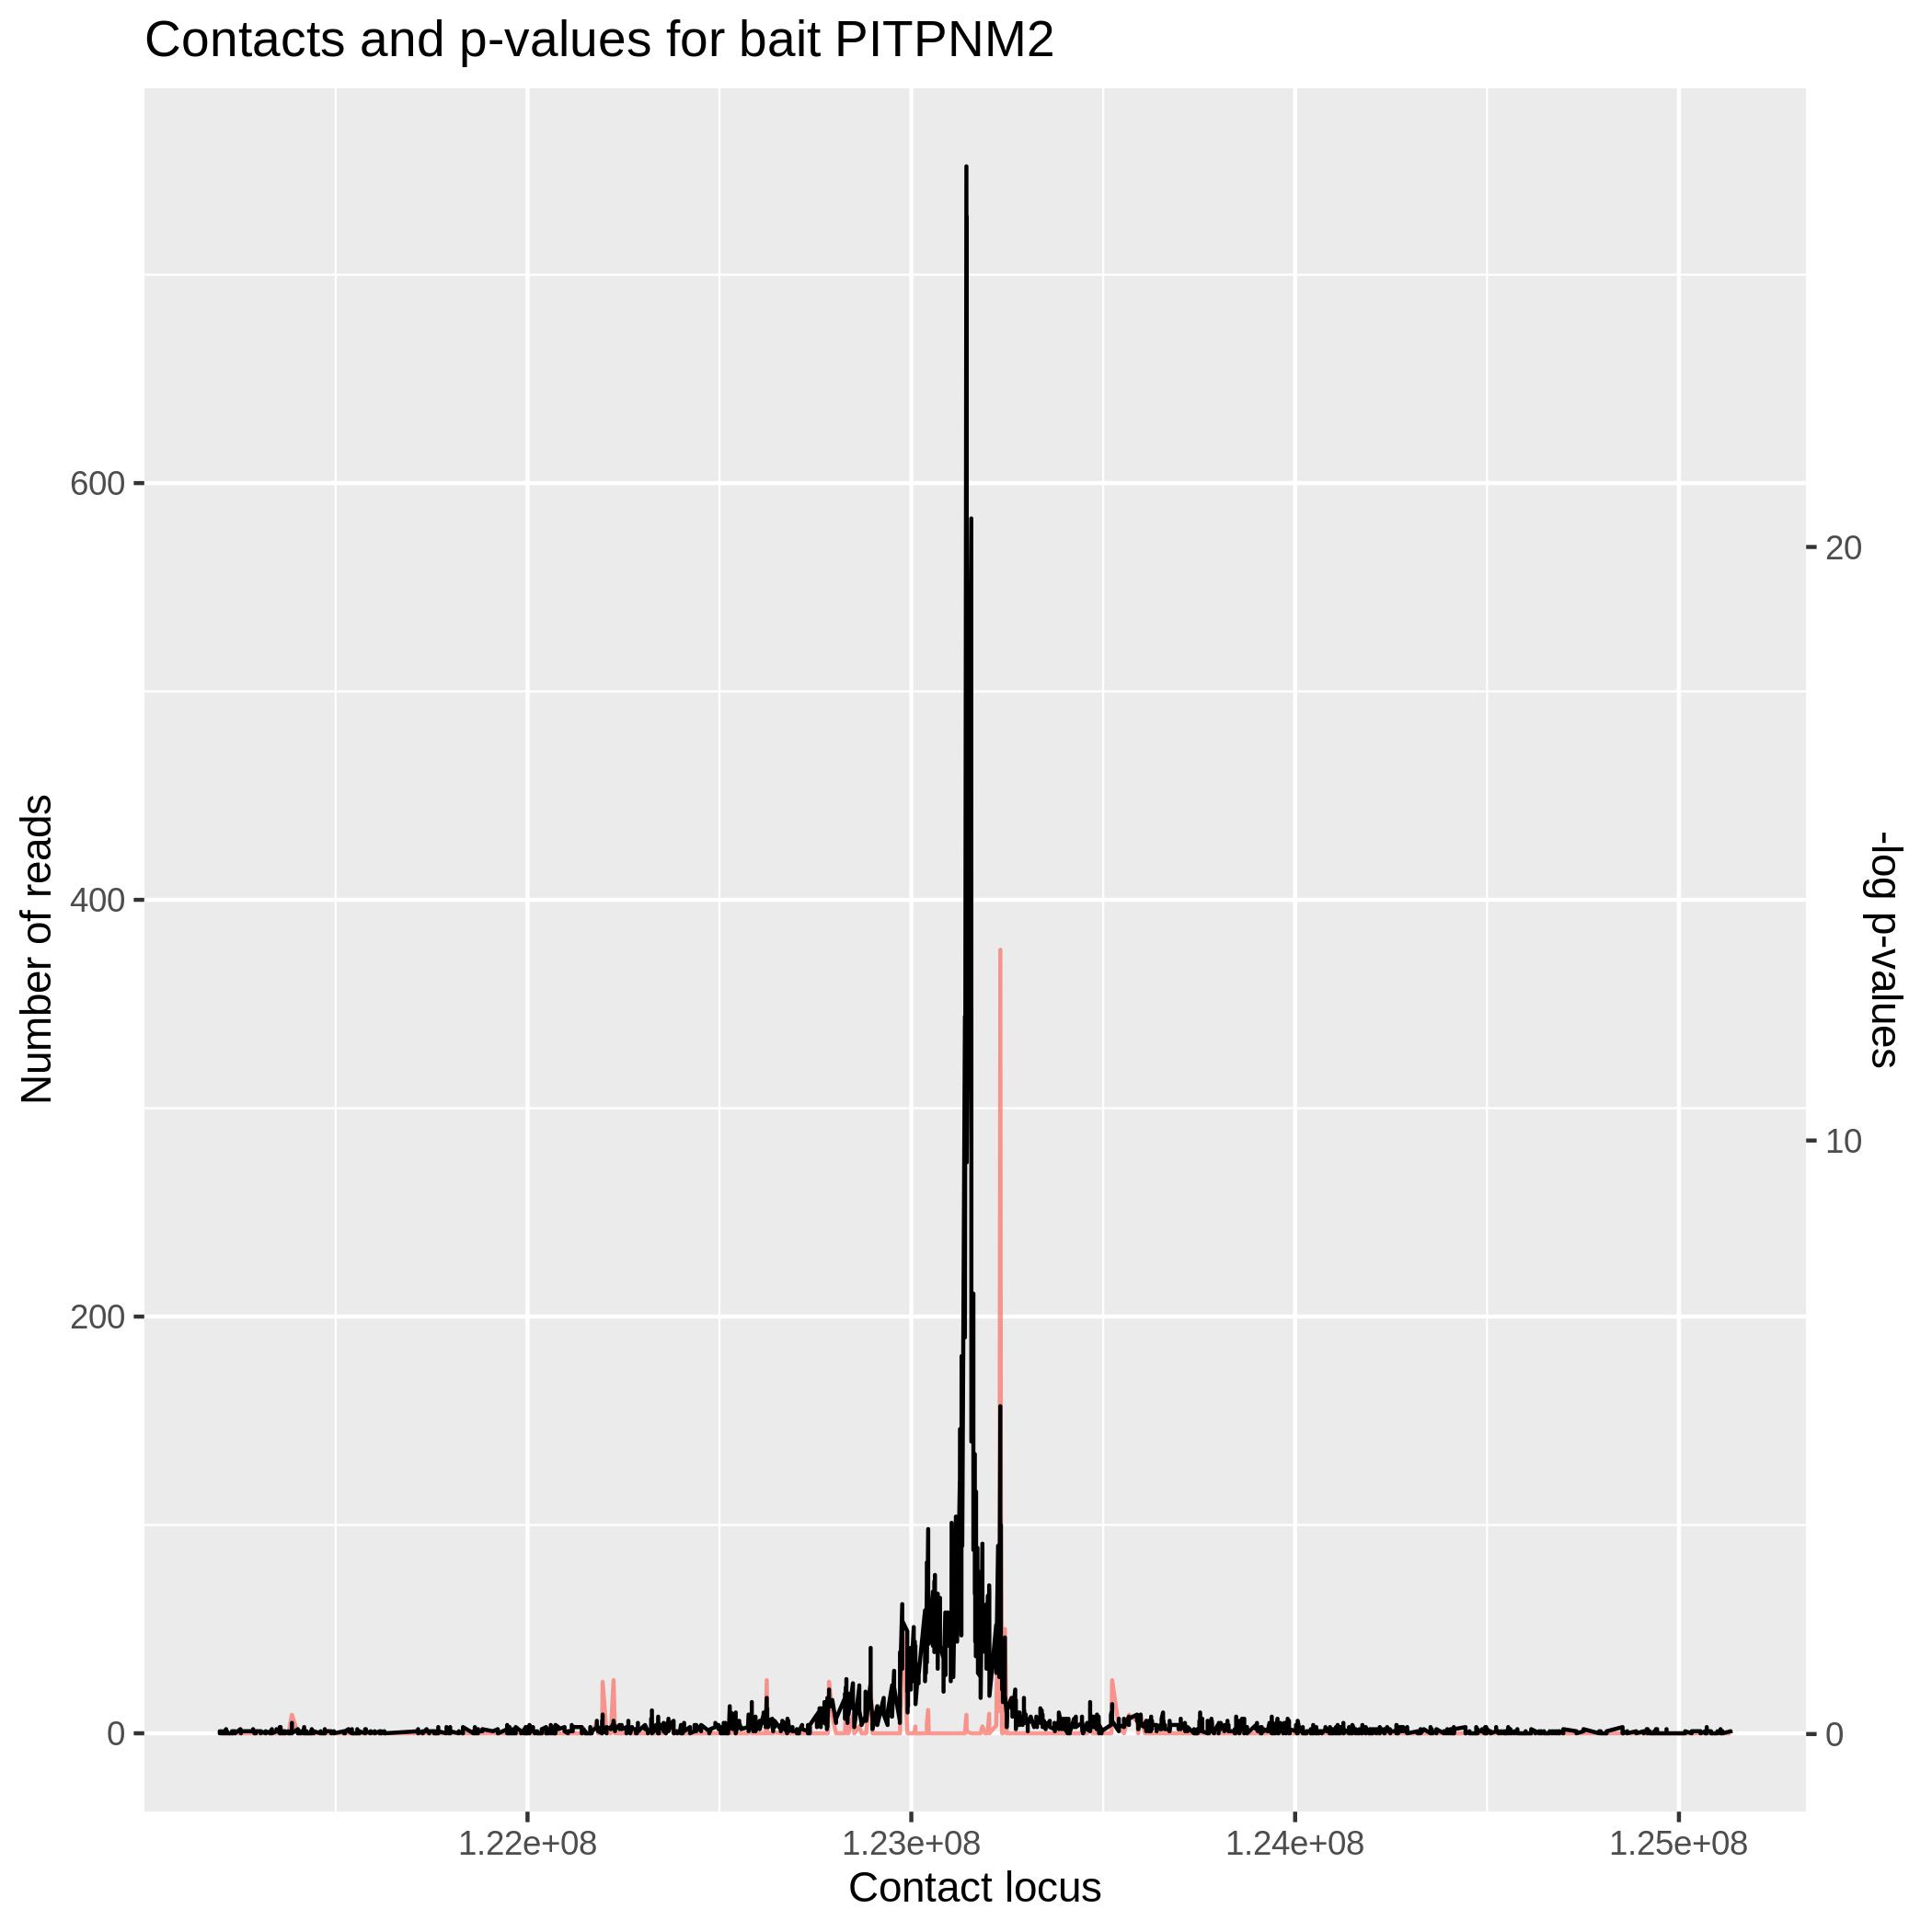 Contacts and p-values for bait PITPNM2
Number of reads
600
400
200
0
20
10
0
-log p-values
1.22e+08
1.23e+08
1.24e+08
1.25e+08
Contact locus